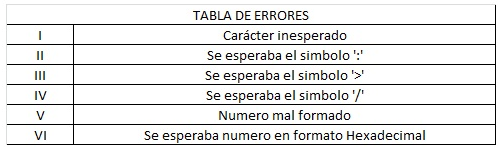 TABLA DE ERRORES
I Carácter inesperado
II Se esperaba el simbolo ':'
III Se esperaba el simbolo '>'
IV Se esperaba el simbolo '/'
V Numero mal formado
VI Se esperaba numero en formato Hexadecimal